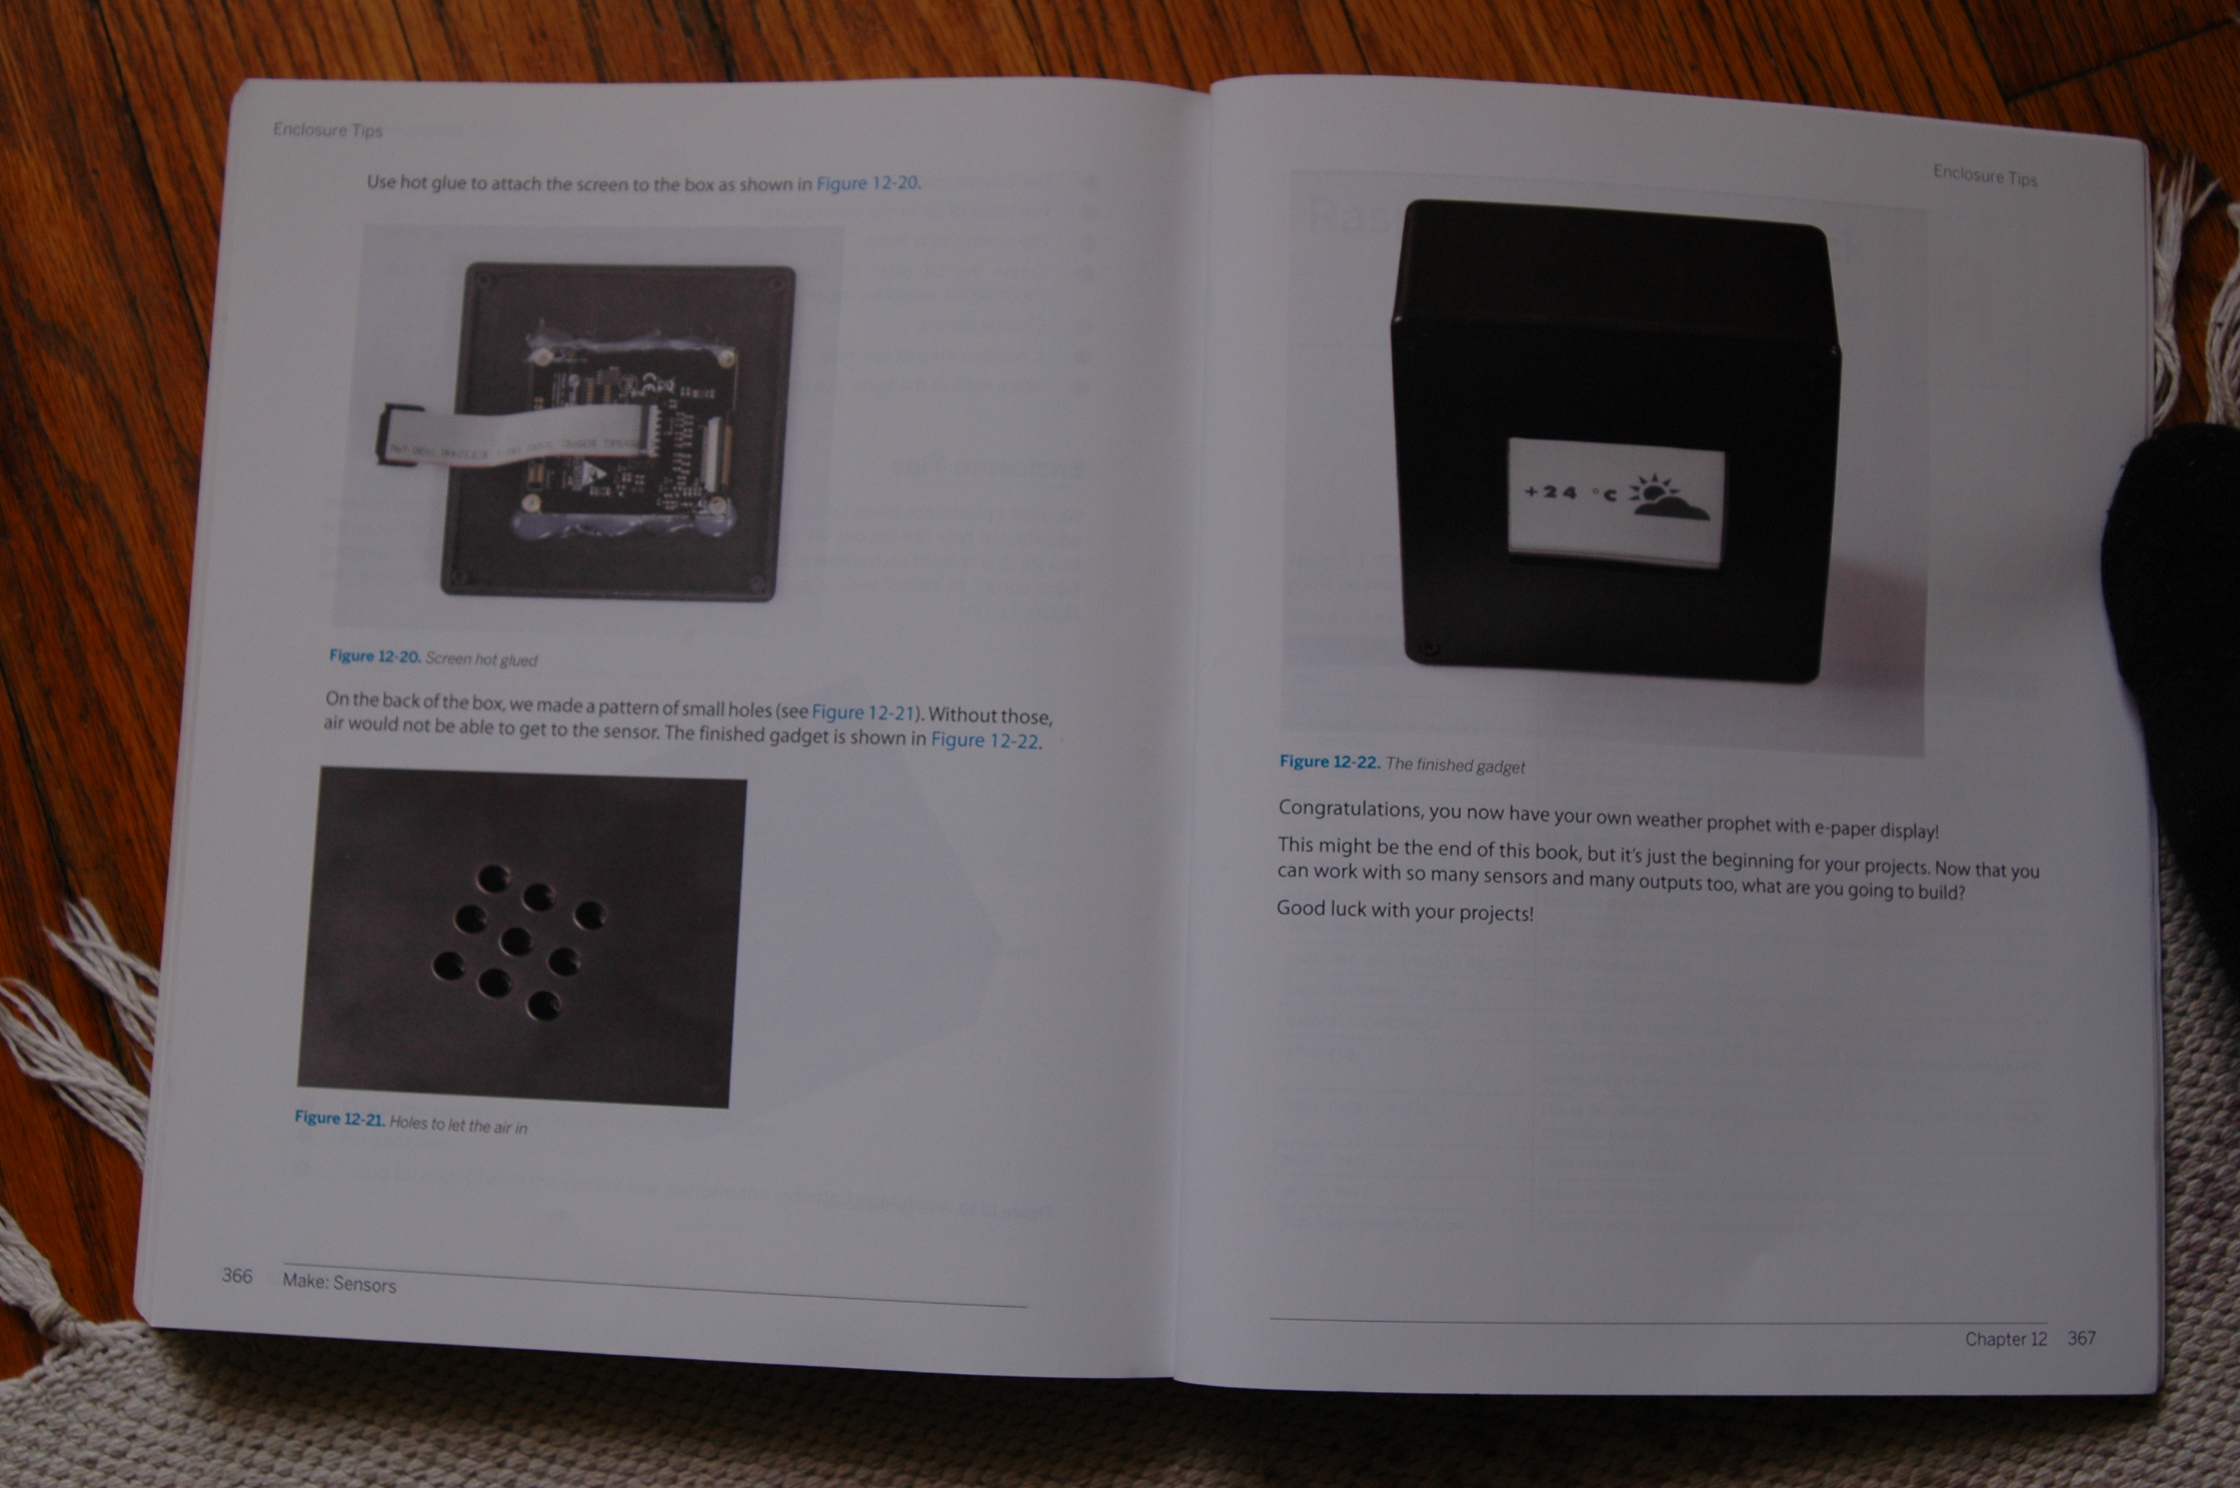 Enclosure Tips
Use hot glue to attach the screen to the box as shown in Figure 12-20.
Figure 12-20. Screen hot glued
On the back of the box, we made a pattern of small holes (see Figure 12-21). Without those,
air would not be able to get to the sensor. The finished gadget is shown in Figure 12-22.
Figure 12-21. Holes to let the air in
366 Make: Sensors
Enclosure Tips
+24 °C
Figure 12-22. The finished gadget
Congratulations, you now have your own weather prophet with e-paper display!
This might be the end of this book, but it's just the beginning for your projects. Now that you
can work with so many sensors and many outputs too, what are you going to build?
Good luck with your projects!
Chapter 12 367